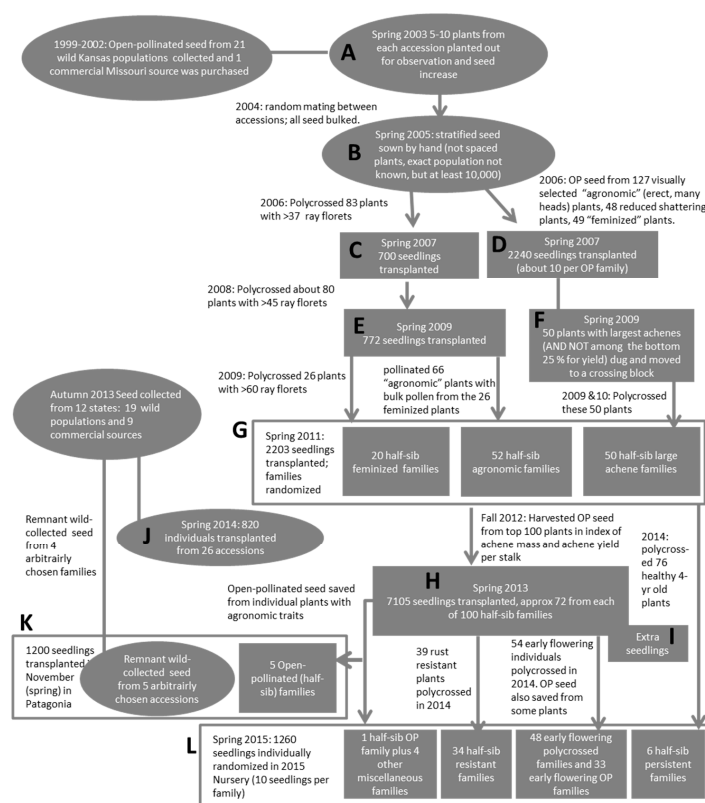 1999-2002: Open-pollinated seed from 21
wild Kansas populations  collected and 1
commercial Missouri source was purchased
A
Spring 2003 5-10 plants from
each accession planted out
for observation and seed
increase
2004: random mating between
accessions; all seed bulked.
B
Spring 2005: stratified seed
sown by hand (not spaced
plants, exact population not
known, but at least 10,000)
2006: Polycrossed 83 plants
with >37  ray florets
2006: OP seed from 127 visually
selected  “agronomic” (erect, many
heads) plants, 48 reduced shattering
plants, 49 “feminized” plants.
C
Spring 2007
700 seedlings
transplanted
D
Spring 2007
2240 seedlings transplanted
(about 10 per OP family)
2008: Polycrossed about 80
plants with >45 ray florets
E
Spring 2009
772 seedlings transplanted
F
Spring 2009
50 plants with largest achenes
(AND NOT among the bottom
25 % for yield) dug and moved
to a crossing block
2009: Polycrossed 26 plants
with >60 ray florets
pollinated 66
“agronomic” plants with
bulk pollen from the 26
feminized plants
2009 &10: Polycrossed
these 50 plants
Autumn 2013 Seed collected
from 12 states:  19 wild
populations and 9
commercial sources
G
Spring 2011:
2203 seedlings
transplanted;
families
randomized
20 half-sib
feminized families
52 half-sib
agronomic families
50 half-sib large
achene families
Remnant wild-
collected  seed
from 4
arbitrairly
chosen families
J
Spring 2014: 820
individuals transplanted
from 26 accessions
Fall 2012: Harvested OP seed
from top 100 plants in index of
achene mass and achene yield
per stalk
2014:
polycross-
ed 76
healthy 4-
yr old
plants
H
Spring 2013
7105 seedlings transplanted, approx 72 from each
of 100 half-sib families
Open-pollinated seed saved
from individual plants with
agronomic traits
I
Extra
seedlings
K
1200 seedlings
transplanted
November
(spring) in
Patagonia
Remnant wild-
collected  seed
from 5 arbitrairly
chosen accessions
5 Open-
pollinated (half-
sib) families
39 rust
resistant
plants
polycrossed
in 2014
54 early flowering
individuals
polycrossed in
2014. OP seed
also saved from
some plants
L
Spring 2015: 1260
seedlings individually
randomized in 2015
Nursery (10 seedlings per
family)
1 half-sib OP
family plus 4
other
miscellaneous
families
34 half-sib
resistant
families
48 early flowering
polycrossed
families and 33
early flowering OP
families
6 half-sib
persistent
families